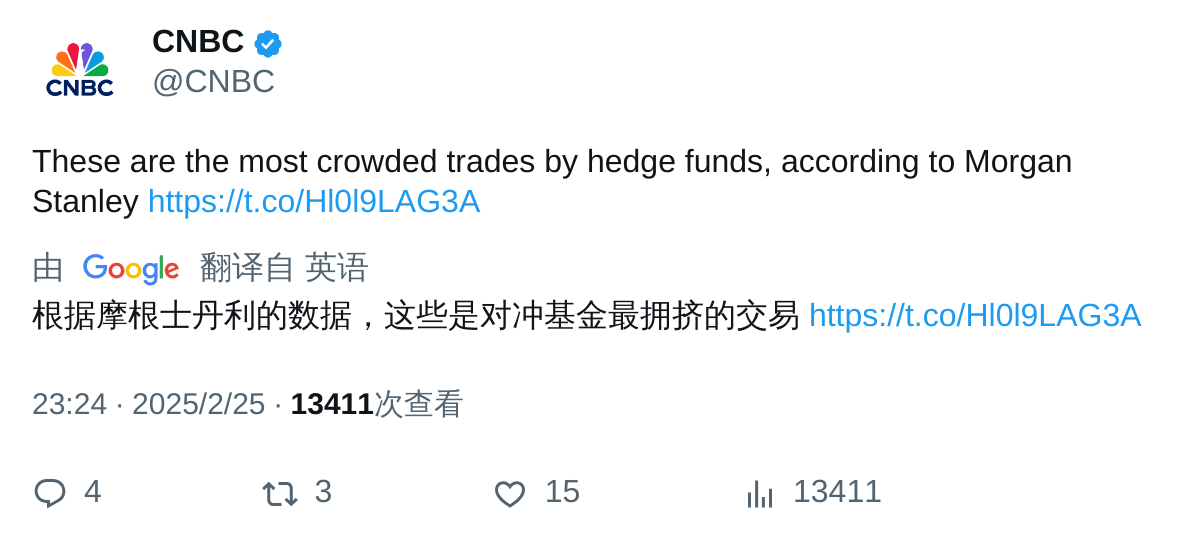 CNBC
CNBC
@CNBC
These are the most crowded trades by hedge funds, according to Morgan
Stanley https://t.co/Hl0l9LAG3A
由 Google 翻译自 英语
根据摩根士丹利的数据，这些是对冲基金最拥挤的交易 https://t.co/Hl0l9LAG3A
23:24 · 2025/2/25 · 13411次查看
4 3 15 13411